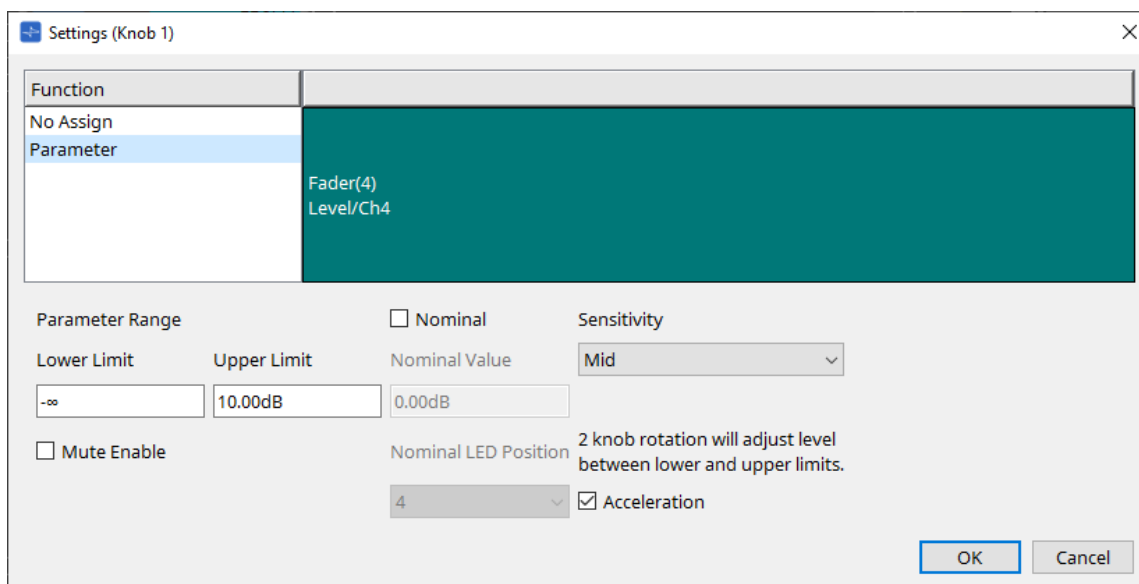 Settings (Knob 1)
Function
No Assign
Parameter
Fader(4)
Level/Ch4
Parameter Range
Nominal
Sensitivity
Lower Limit
Upper Limit
Nominal Value
Mid
-∞
10.00dB
0.00dB
Mute Enable
Nominal LED Position
2 knob rotation will adjust level
between lower and upper limits.
4
Acceleration
OK
Cancel